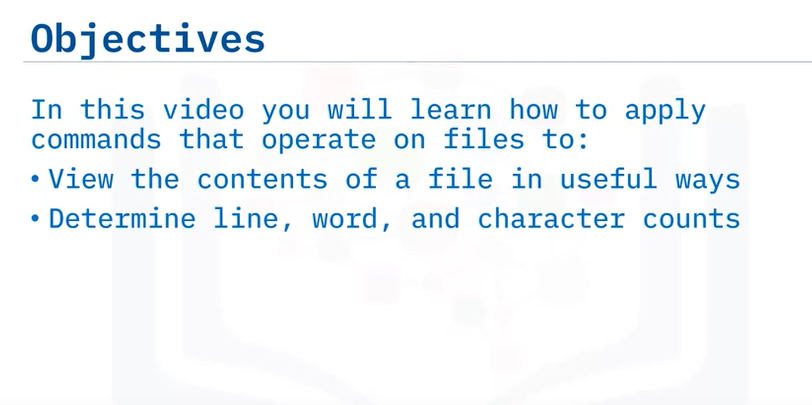 Objectives
In this video you will learn how to apply
commands that operate on files to:
• View the contents of a file in useful ways
• Determine line, word, and character counts